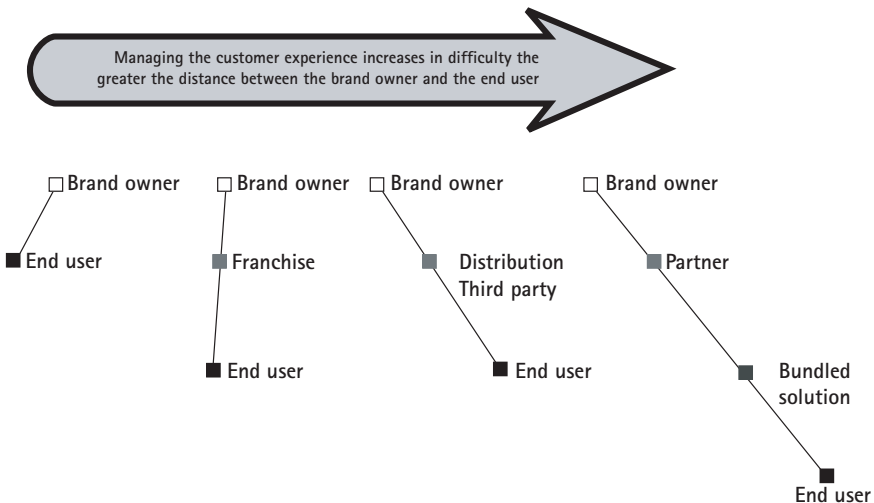 Managing the customer experience increases in difficulty the
greater the distance between the brand owner and the end user
Brand owner
Brand owner
Brand owner
Brand owner
End user
Franchise
Distribution
Third party
Partner
End user
End user
Bundled
solution
End user